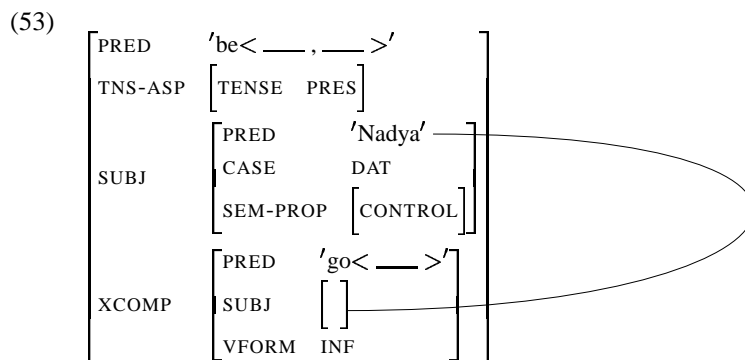 (53)
PRED 'be< ___ , ___ >'
TNS-ASP [TENSE PRES]
PRED 'Nadya'
SUBJ CASE DAT
SEM-PROP [CONTROL]
PRED 'go< ___ >'
XCOMP SUBJ [ ]
VFORM INF